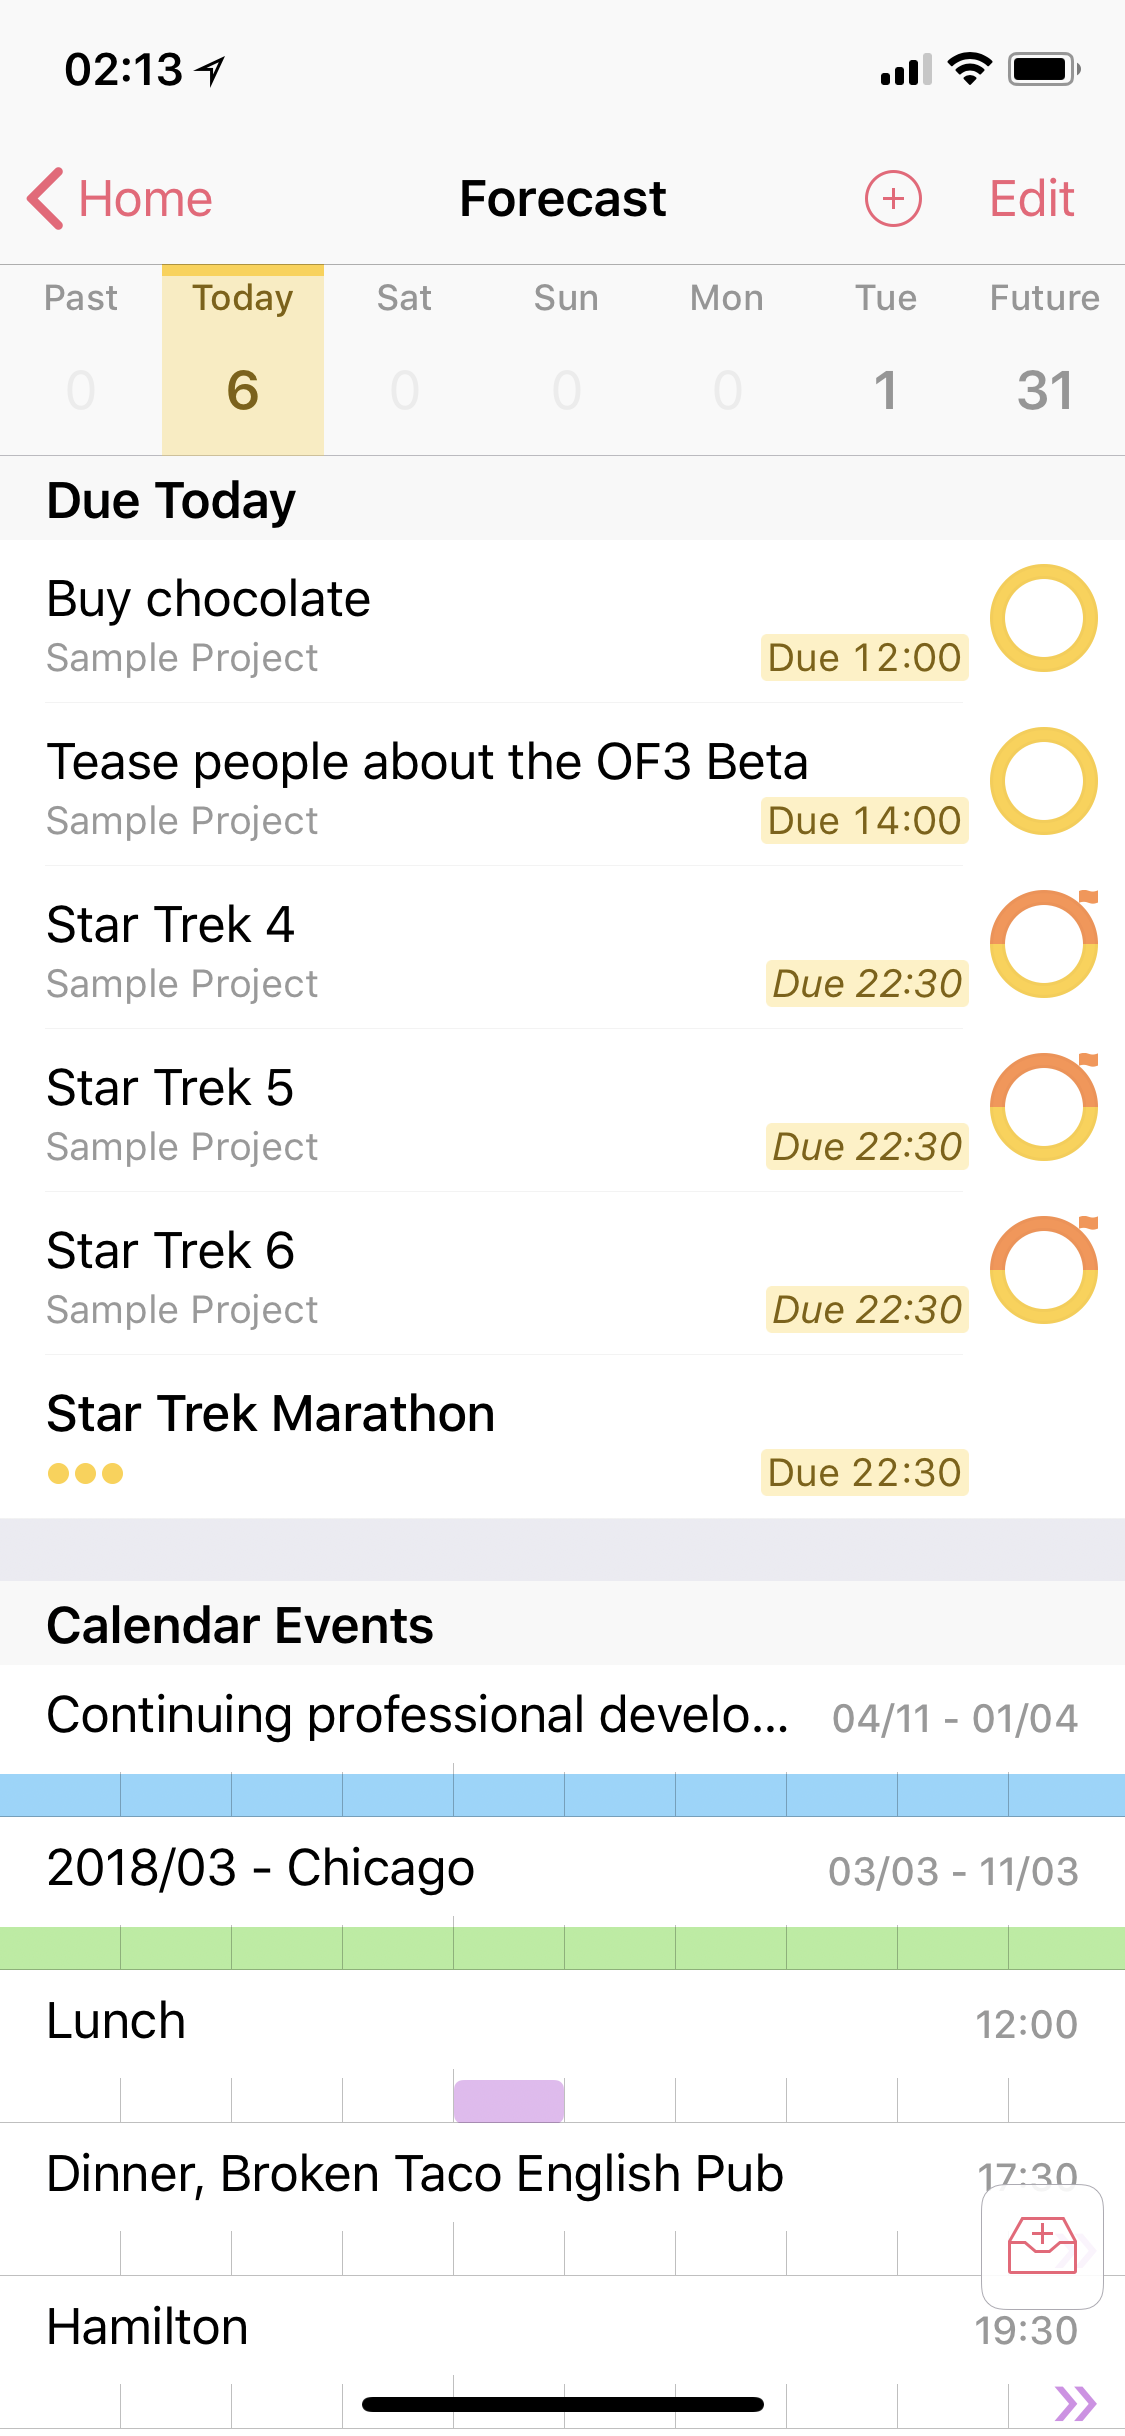 02:13
Home Forecast Edit
Past Today Sat Sun Mon Tue Future
0 6 0 0 0 1 31
Due Today
Buy chocolate
Sample Project Due 12:00
Tease people about the OF3 Beta
Sample Project Due 14:00
Star Trek 4
Sample Project Due 22:30
Star Trek 5
Sample Project Due 22:30
Star Trek 6
Sample Project Due 22:30
Star Trek Marathon
Due 22:30
Calendar Events
Continuing professional develo... 04/11 - 01/04
2018/03 - Chicago 03/03 - 11/03
Lunch 12:00
Dinner, Broken Taco English Pub 17:30
Hamilton 19:30